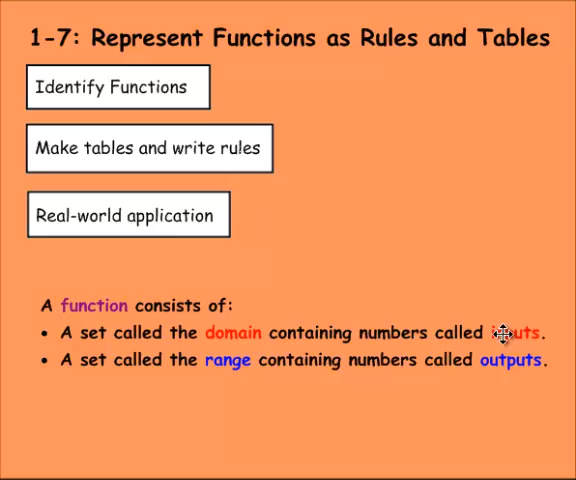 1-7: Represent Functions as Rules and Tables
Identify Functions
Make tables and write rules
Real-world application
A function consists of:
• A set called the domain containing numbers called inputs.
• A set called the range containing numbers called outputs.